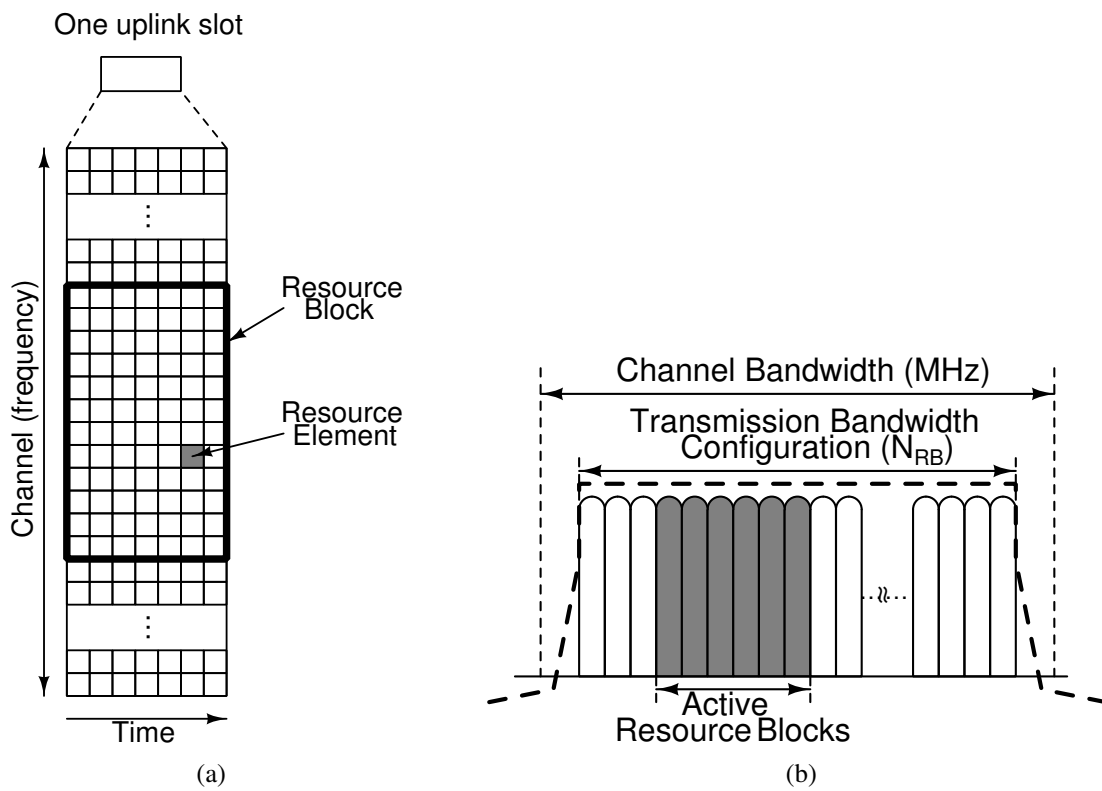 One uplink slot
⋮
Channel (frequency)
Resource
Block
Resource
Element
⋮
Time
(a)
Channel Bandwidth (MHz)
Transmission Bandwidth
Configuration (N_RB)
...≈...
Active
Resource Blocks
(b)